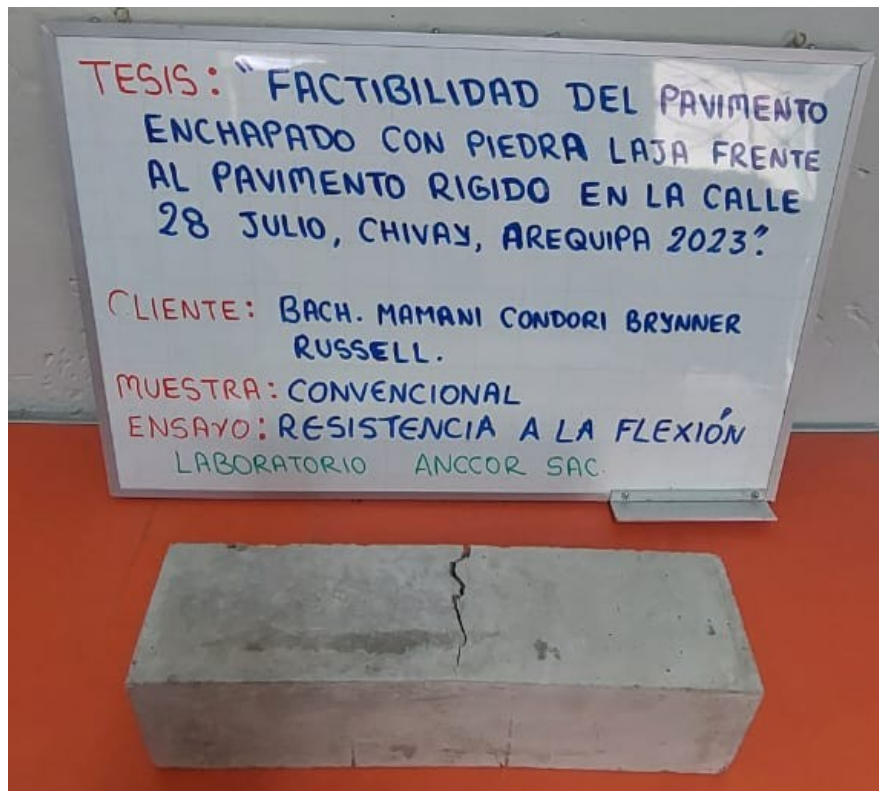 TESIS: "FACTIBILIDAD DEL PAVIMENTO
ENCHAPADO CON PIEDRA LAJA FRENTE
AL PAVIMENTO RIGIDO EN LA CALLE
28 JULIO, CHIVAY, AREQUIPA 2023".
CLIENTE: BACH. MAMANI CONDORI BRYNNER
RUSSELL.
MUESTRA: CONVENCIONAL
ENSAYO: RESISTENCIA A LA FLEXIÓN
LABORATORIO ANCCOR SAC.